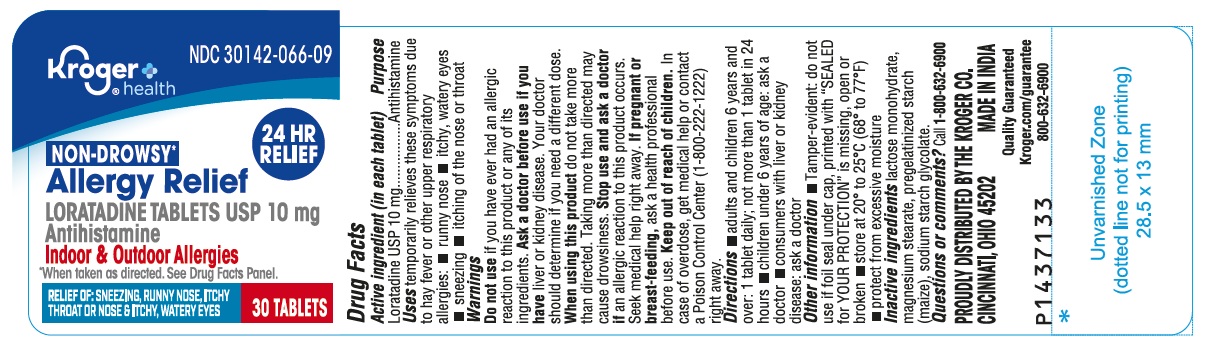 NDC 30142-066-09
Kroger
® health
24 HR
RELIEF
NON-DROWSY*
Allergy Relief
LORATADINE TABLETS USP 10 mg
Antihistamine
Indoor & Outdoor Allergies
*When taken as directed. See Drug Facts Panel.
RELIEF OF: SNEEZING, RUNNY NOSE, ITCHY
THROAT OR NOSE & ITCHY, WATERY EYES
30 TABLETS
Drug Facts
Active ingredient (in each tablet) Purpose
Loratadine USP 10 mg..............Antihistamine
Uses temporarily relieves these symptoms due
to hay fever or other upper respiratory
allergies: ■ runny nose ■ itchy, watery eyes
■ sneezing ■ itching of the nose or throat
Warnings
Do not use if you have ever had an allergic
reaction to this product or any of its
ingredients. Ask a doctor before use if you
have liver or kidney disease. Your doctor
should determine if you need a different dose.
When using this product do not take more
than directed. Taking more than directed may
cause drowsiness. Stop use and ask a doctor
if an allergic reaction to this product occurs.
Seek medical help right away. If pregnant or
breast-feeding, ask a health professional
before use. Keep out of reach of children. In
case of overdose, get medical help or contact
a Poison Control Center (1-800-222-1222)
right away.
Directions ■ adults and children 6 years and
over: 1 tablet daily; not more than 1 tablet in 24
hours ■ children under 6 years of age: ask a
doctor ■ consumers with liver or kidney
disease: ask a doctor
Other information ■ Tamper-evident: do not
use if foil seal under cap, printed with “SEALED
for YOUR PROTECTION” is missing, open or
broken ■ store at 20° to 25°C (68° to 77°F)
■ protect from excessive moisture
Inactive ingredients lactose monohydrate,
magnesium stearate, pregelatinized starch
(maize), sodium starch glycolate.
Questions or comments? Call 1-800-632-6900
PROUDLY DISTRIBUTED BY THE KROGER CO.
CINCINNATI, OHIO 45202 MADE IN INDIA
Quality Guaranteed
Kroger.com/guarantee
800-632-6900
P1437133
*
Unvarnished Zone
(dotted line not for printing)
28.5 x 13 mm